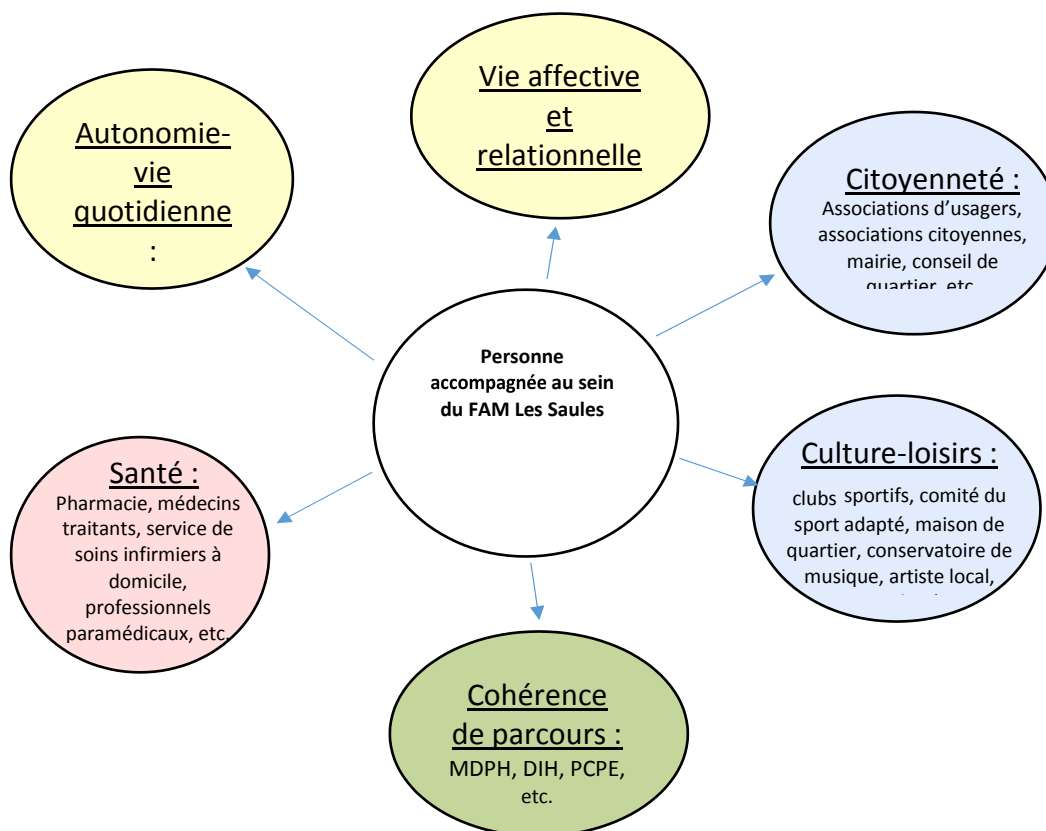 Vie affective
et
relationnelle
Autonomie-
vie
quotidienne
:
Citoyenneté :
Associations d’usagers,
associations citoyennes,
mairie, conseil de
quartier, etc
Personne
accompagnée au sein
du FAM Les Saules
Culture-loisirs :
clubs sportifs, comité du
sport adapté, maison de
quartier, conservatoire de
musique, artiste local,
Santé :
Pharmacie, médecins
traitants, service de
soins infirmiers à
domicile,
professionnels
paramédicaux, etc.
Cohérence
de parcours :
MDPH, DIH, PCPE,
etc.